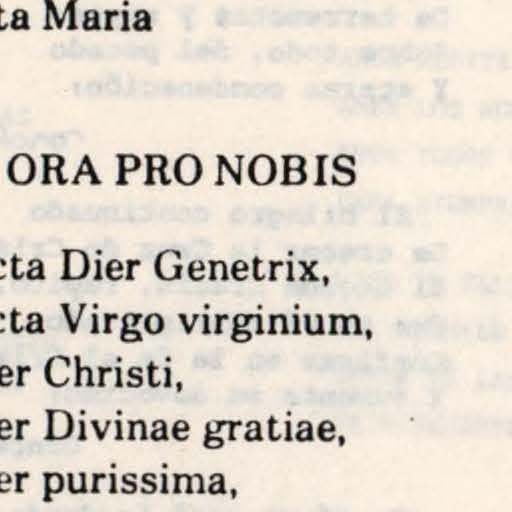 ta Maria
ORA PRO NOBIS
cta Dier Genetrix,
cta Virgo virginium,
er Christi,
er Divinae gratiae,
er purissima,